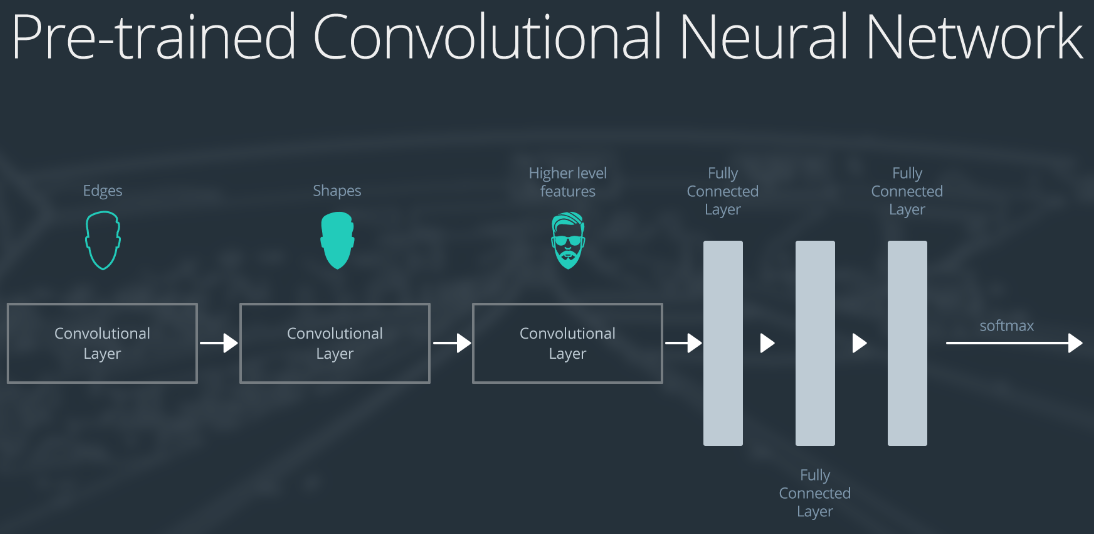 Pre-trained Convolutional Neural Network
Edges
Shapes
Higher level
features
Fully
Connected
Layer
Fully
Connected
Layer
Convolutional
Layer
Convolutional
Layer
Convolutional
Layer
softmax
Fully
Connected
Layer